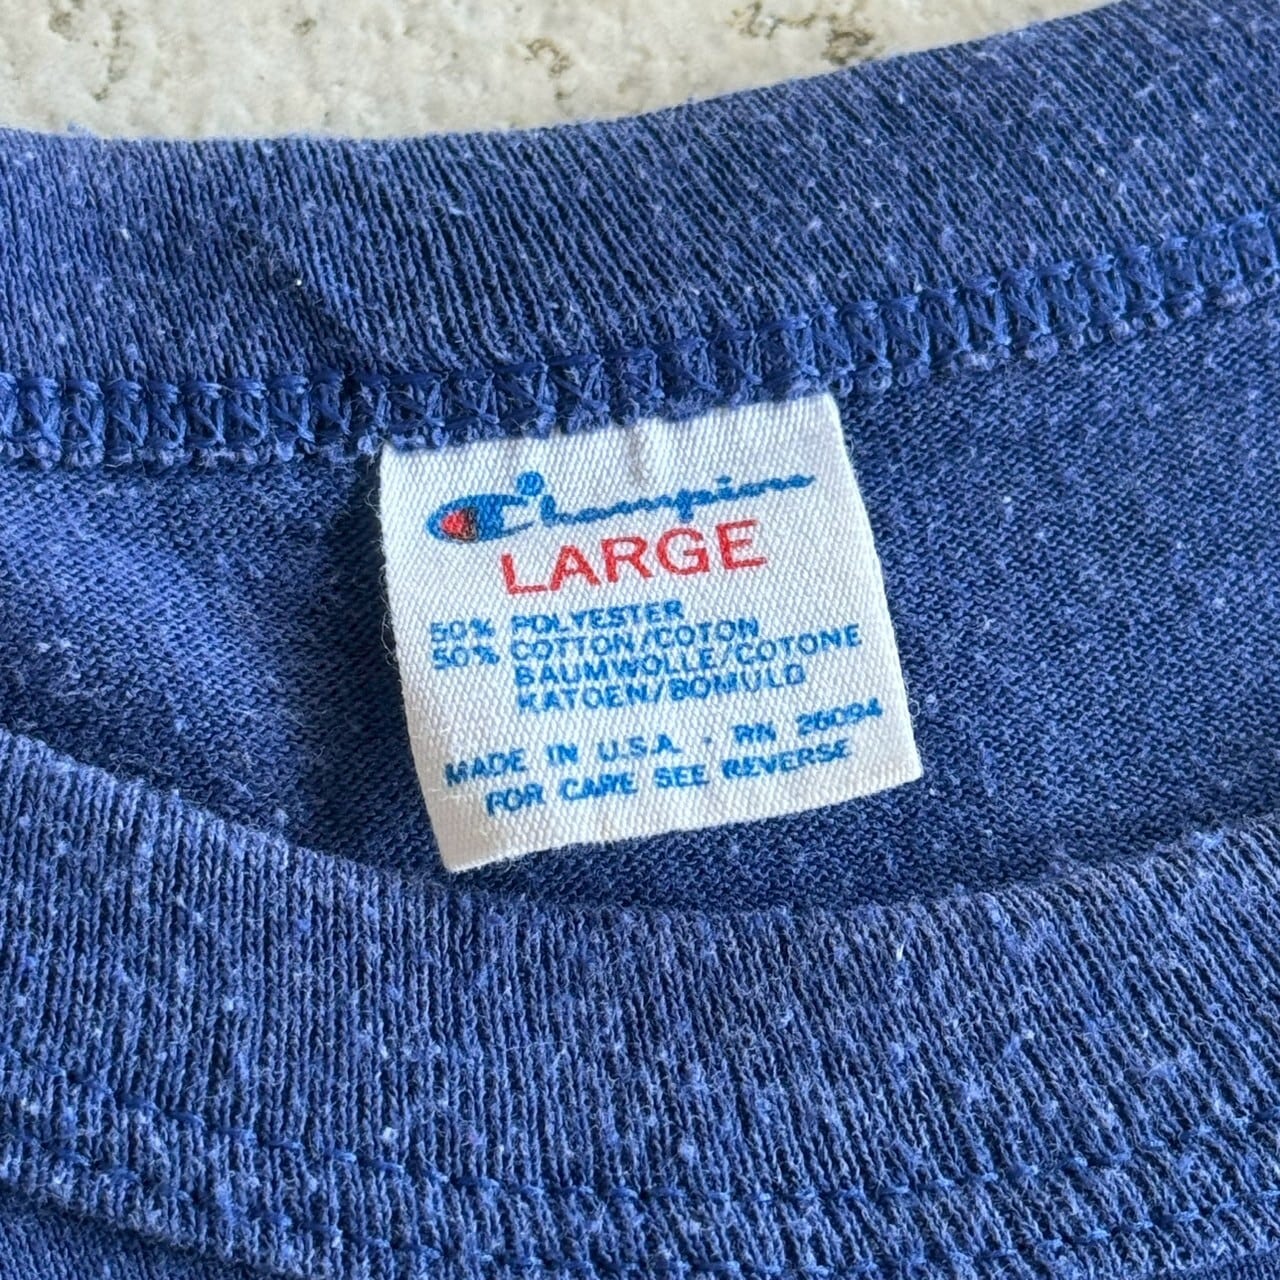 Champion®
LARGE
50% POLYESTER
50% COTTON/COTON
BAUMWOLLE/COTONE
KATOEN/BOMULD
MADE IN U.S.A. - RN 26094
FOR CARE SEE REVERSE